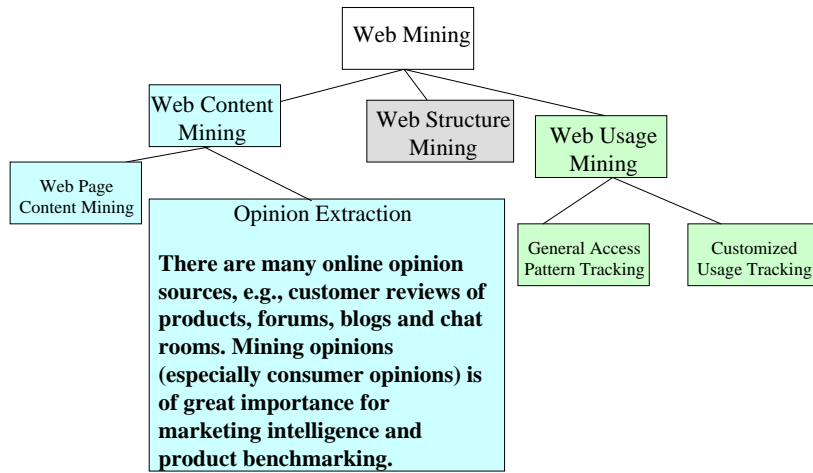 Web Mining
Web Content
Mining
Web Structure
Mining
Web Usage
Mining
Web Page
Content Mining
Opinion Extraction
There are many online opinion
sources, e.g., customer reviews of
products, forums, blogs and chat
rooms. Mining opinions
(especially consumer opinions) is
of great importance for
marketing intelligence and
product benchmarking.
General Access
Pattern Tracking
Customized
Usage Tracking